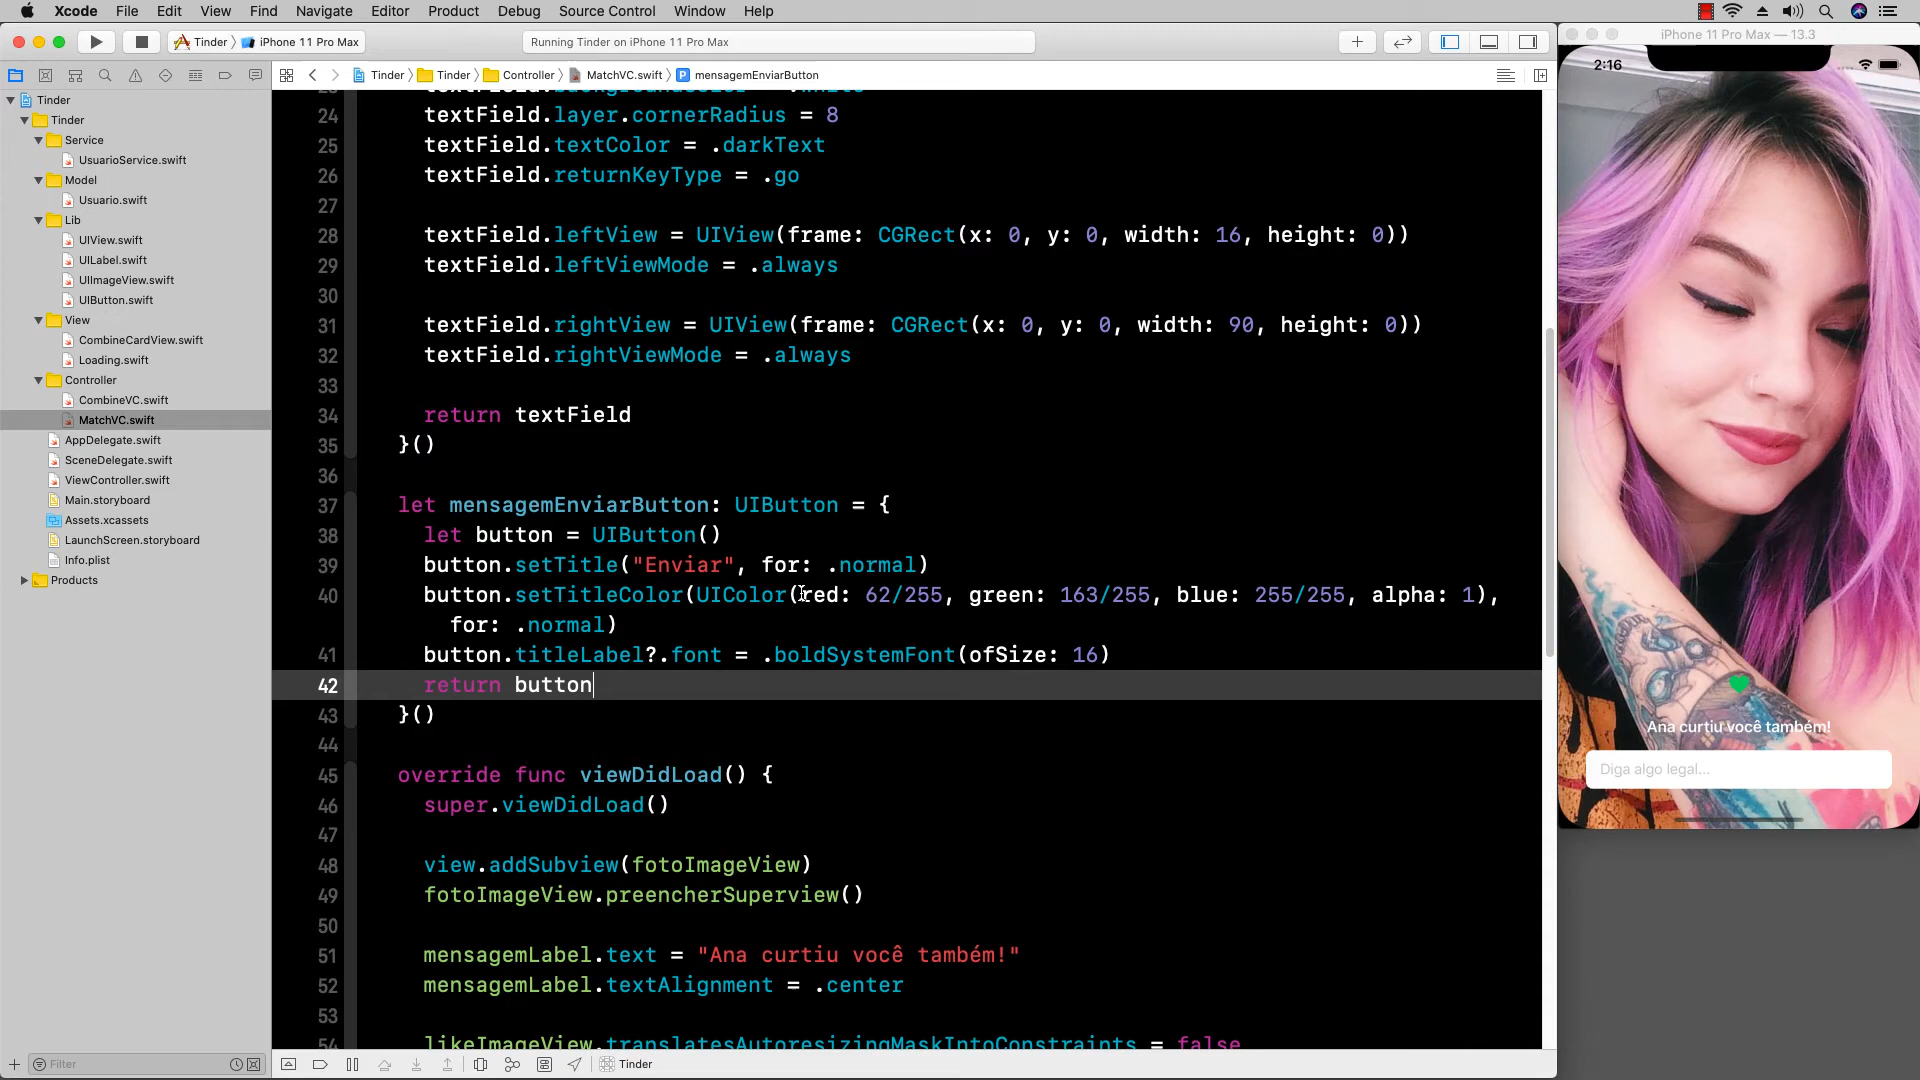 Xcode File Edit View Find Navigate Editor Product Debug Source Control Window Help
Tinder iPhone 11 Pro Max
Running Tinder on iPhone 11 Pro Max
iPhone 11 Pro Max — 13.3
Tinder Tinder Controller MatchVC.swift P mensagemEnviarButton
Tinder
Tinder
Service
UsuarioService.swift
Model
Usuario.swift
Lib
UIView.swift
UILabel.swift
UIImageView.swift
UIButton.swift
View
CombineCardView.swift
Loading.swift
Controller
CombineVC.swift
MatchVC.swift
AppDelegate.swift
SceneDelegate.swift
ViewController.swift
Main.storyboard
Assets.xcassets
LaunchScreen.storyboard
Info.plist
Products
Filter
24 textField.layer.cornerRadius = 8
25 textField.textColor = .darkText
26 textField.returnKeyType = .go
27
28 textField.leftView = UIView(frame: CGRect(x: 0, y: 0, width: 16, height: 0))
29 textField.leftViewMode = .always
30
31 textField.rightView = UIView(frame: CGRect(x: 0, y: 0, width: 90, height: 0))
32 textField.rightViewMode = .always
33
34 return textField
35 }()
36
37 let mensagemEnviarButton: UIButton = {
38 let button = UIButton()
39 button.setTitle("Enviar", for: .normal)
40 button.setTitleColor(UIColor(red: 62/255, green: 163/255, blue: 255/255, alpha: 1),
for: .normal)
41 button.titleLabel?.font = .boldSystemFont(ofSize: 16)
42 return button
43 }()
44
45 override func viewDidLoad() {
46 super.viewDidLoad()
47
48 view.addSubview(fotoImageView)
49 fotoImageView.preencherSuperview()
50
51 mensagemLabel.text = "Ana curtiu você também!"
52 mensagemLabel.textAlignment = .center
53
54 likeImageView.translatesAutoresizingMaskIntoConstraints = false
Tinder
2:16
Ana curtiu você também!
Diga algo legal...